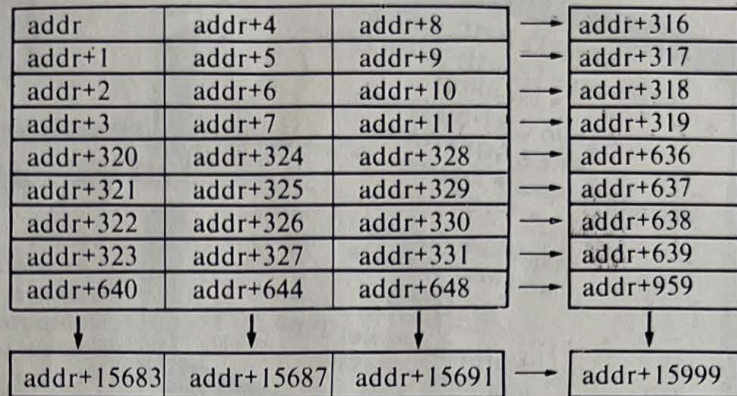 addr addr+4 addr+8 addr+316
addr+1 addr+5 addr+9 addr+317
addr+2 addr+6 addr+10 addr+318
addr+3 addr+7 addr+11 addr+319
addr+320 addr+324 addr+328 addr+636
addr+321 addr+325 addr+329 addr+637
addr+322 addr+326 addr+330 addr+638
addr+323 addr+327 addr+331 addr+639
addr+640 addr+644 addr+648 addr+959
addr+15683 addr+15687 addr+15691 addr+15999